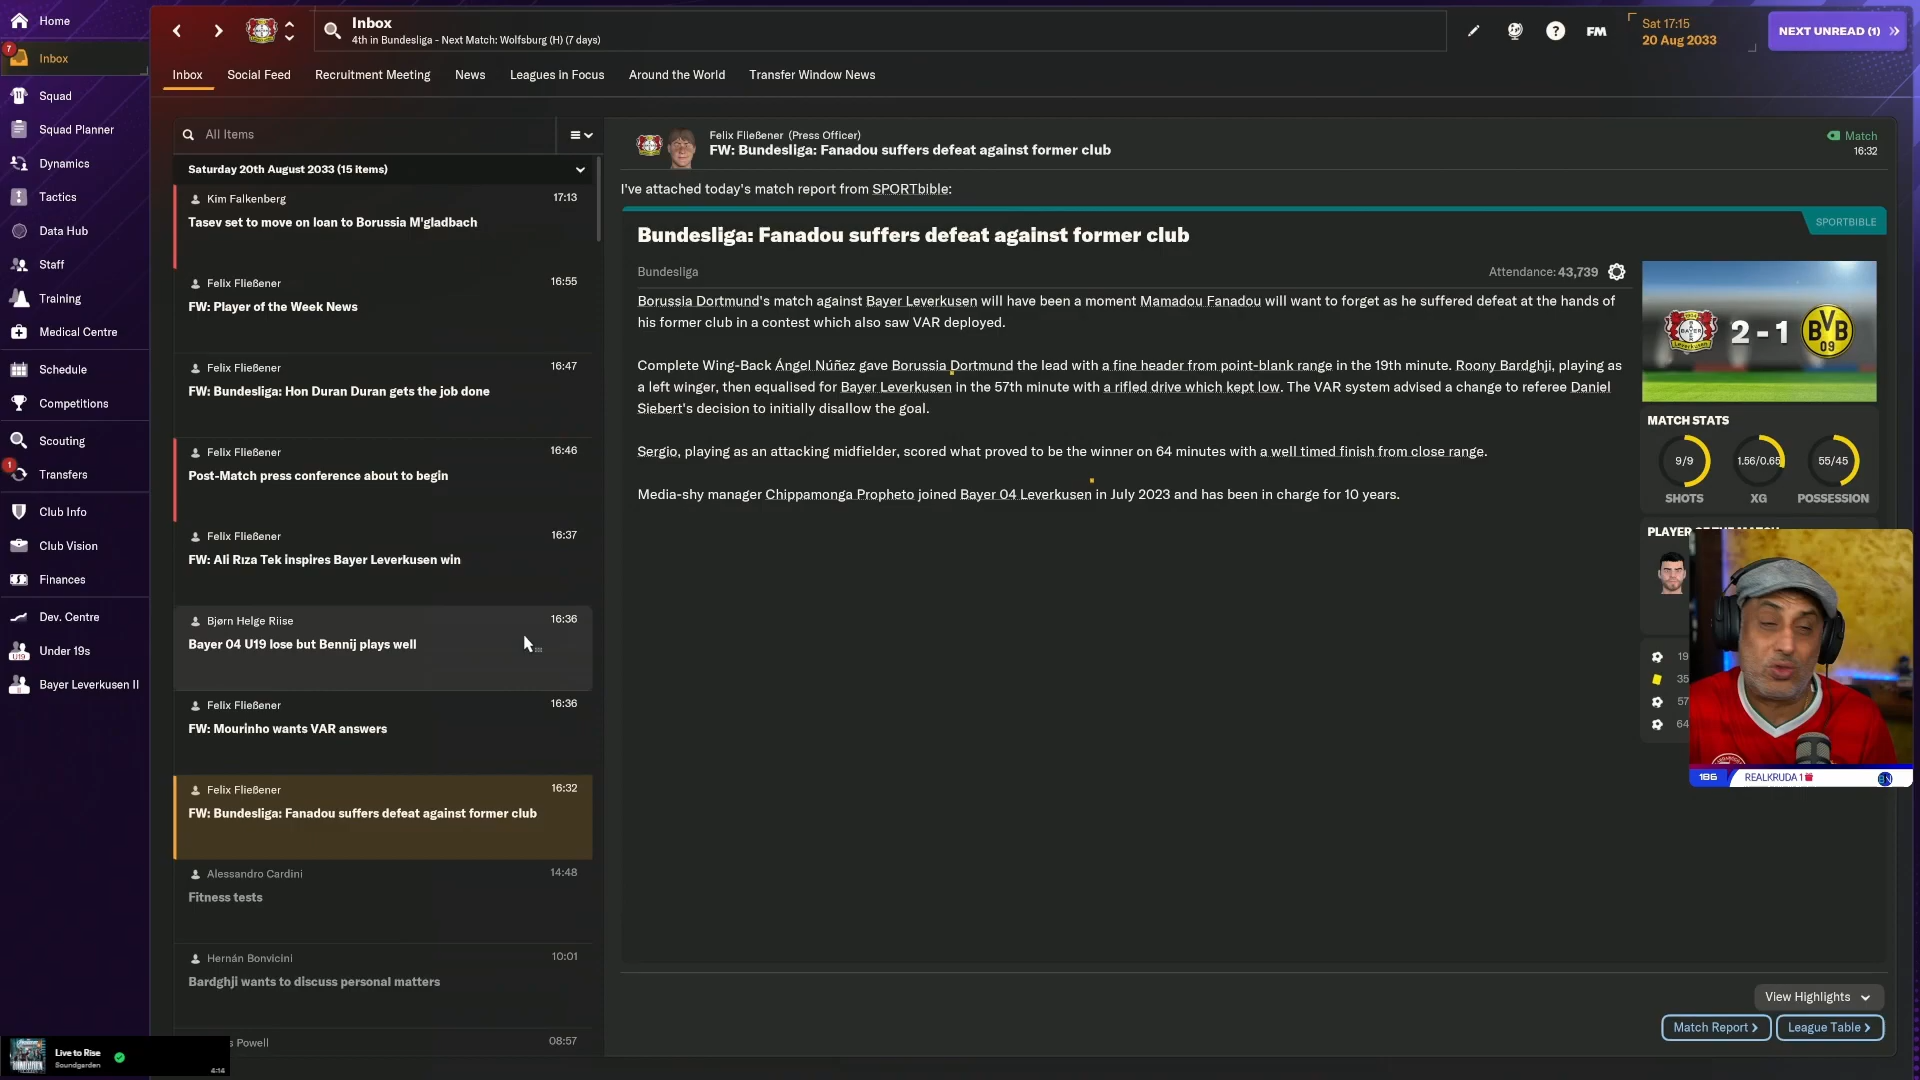 Home
7
Inbox
Squad
Squad Planner
Dynamics
Tactics
Data Hub
Staff
Training
Medical Centre
Schedule
Competitions
Scouting
1
Transfers
Club Info
Club Vision
Finances
Dev. Centre
Under 19s
Bayer Leverkusen II
Inbox
4th in Bundesliga - Next Match: Wolfsburg (H) (7 days)
FM
Sat 17:15
20 Aug 2033
NEXT UNREAD (1)
Inbox Social Feed Recruitment Meeting News Leagues in Focus Around the World Transfer Window News
All Items
Saturday 20th August 2033 (15 Items)
Kim Falkenberg 17:13
Tasev set to move on loan to Borussia M'gladbach
Felix Fließener 16:55
FW: Player of the Week News
Felix Fließener 16:47
FW: Bundesliga: Hon Duran Duran gets the job done
Felix Fließener 16:46
Post-Match press conference about to begin
Felix Fließener 16:37
FW: Ali Rıza Tek inspires Bayer Leverkusen win
Bjørn Helge Riise 16:36
Bayer 04 U19 lose but Bennij plays well
Felix Fließener 16:36
FW: Mourinho wants VAR answers
Felix Fließener 16:32
FW: Bundesliga: Fanadou suffers defeat against former club
Alessandro Cardini 14:48
Fitness tests
Hernán Bonvicini 10:01
Bardghji wants to discuss personal matters
s Powell 08:57
Live to Rise
Soundgarden
4:14
Felix Fließener (Press Officer)
FW: Bundesliga: Fanadou suffers defeat against former club
Match
16:32
I've attached today's match report from SPORTbible:
SPORTBIBLE
Bundesliga: Fanadou suffers defeat against former club
Bundesliga Attendance: 43,739
Borussia Dortmund's match against Bayer Leverkusen will have been a moment Mamadou Fanadou will want to forget as he suffered defeat at the hands of
his former club in a contest which also saw VAR deployed.
Complete Wing-Back Ángel Núñez gave Borussia Dortmund the lead with a fine header from point-blank range in the 19th minute. Roony Bardghji, playing as
a left winger, then equalised for Bayer Leverkusen in the 57th minute with a rifled drive which kept low. The VAR system advised a change to referee Daniel
Siebert's decision to initially disallow the goal.
Sergio, playing as an attacking midfielder, scored what proved to be the winner on 64 minutes with a well timed finish from close range.
Media-shy manager Chippamonga Propheto joined Bayer 04 Leverkusen in July 2023 and has been in charge for 10 years.
2 - 1
BVB
09
MATCH STATS
9/9 1.56/0.65 55/45
SHOTS XG POSSESSION
PLAYER OF THE MATCH
19
35
57
64
186 REALKRUDA 1
View Highlights
Match Report
League Table